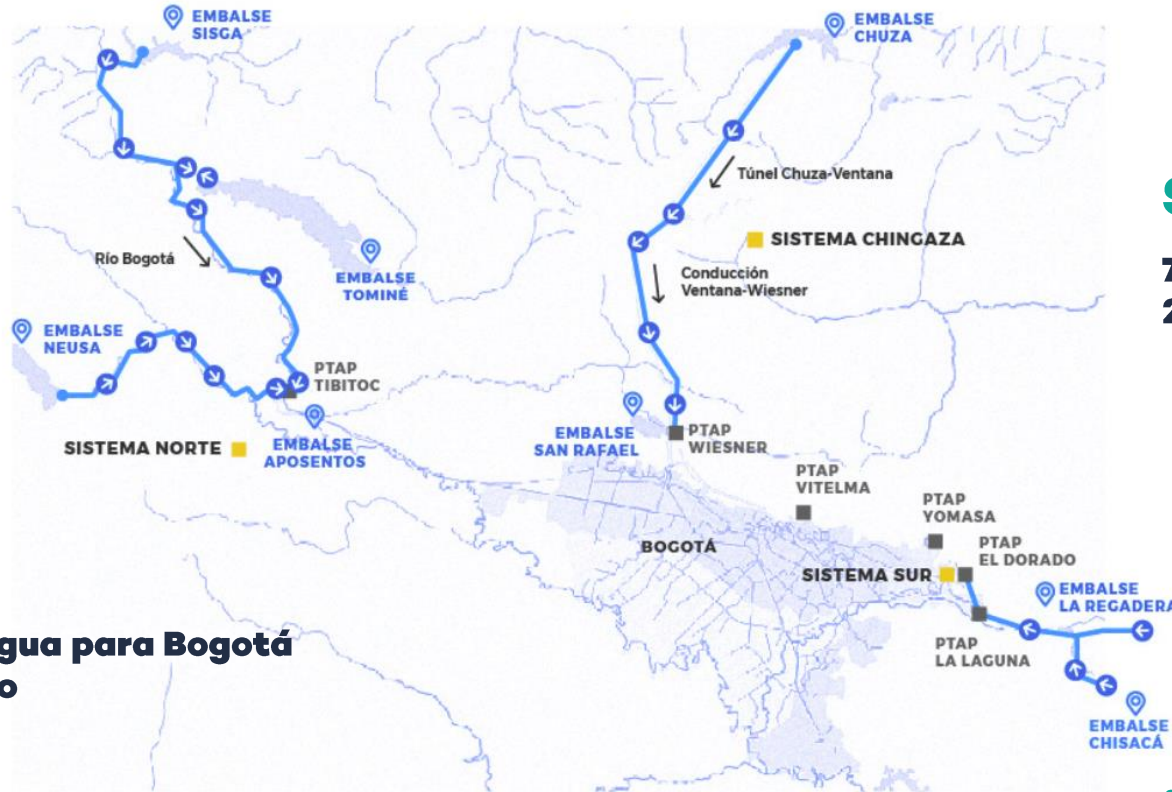 EMBALSE
SISGA
EMBALSE
CHUZA
Túnel Chuza-Ventana
SISTEMA CHINGAZA
Río Bogotá
EMBALSE
TOMINÉ
Conducción
Ventana-Wiesner
EMBALSE
NEUSA
PTAP
TIBITOC
SISTEMA NORTE
EMBALSE
APOSENTOS
EMBALSE
SAN RAFAEL
PTAP
WIESNER
PTAP
VITELMA
PTAP
YOMASA
BOGOTÁ
PTAP
EL DORADO
SISTEMA SUR
EMBALSE
LA REGADERA
PTAP
LA LAGUNA
EMBALSE
CHISACÁ
gua para Bogotá
o